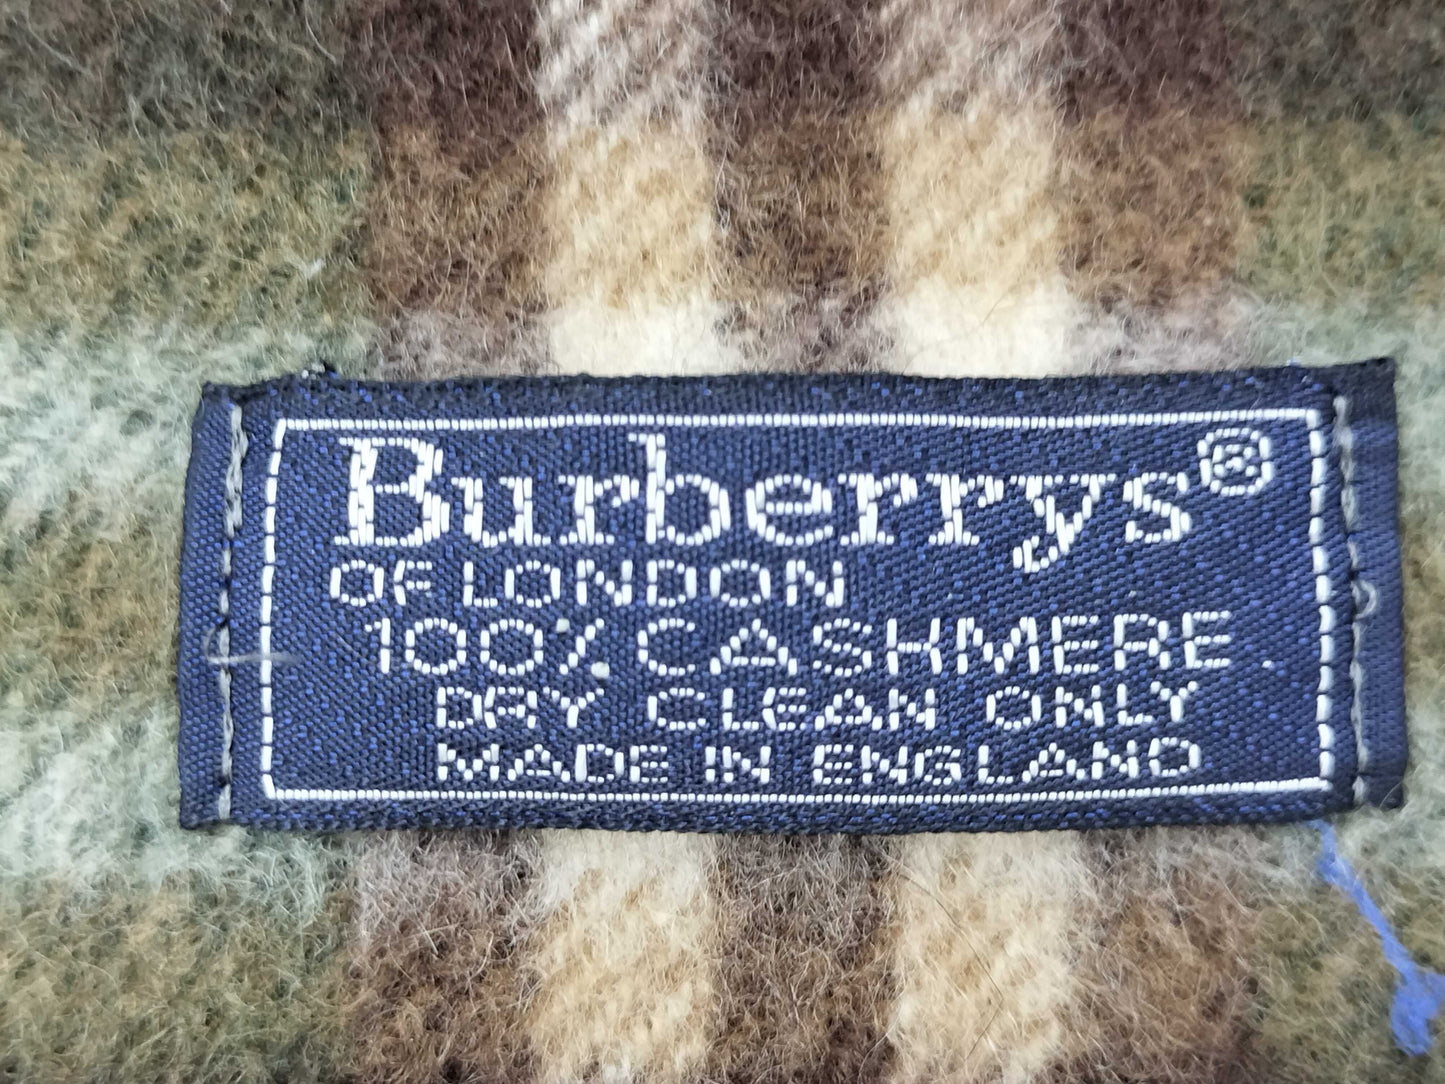 Burberrys®
OF LONDON
100% CASHMERE
DRY CLEAN ONLY
MADE IN ENGLAND